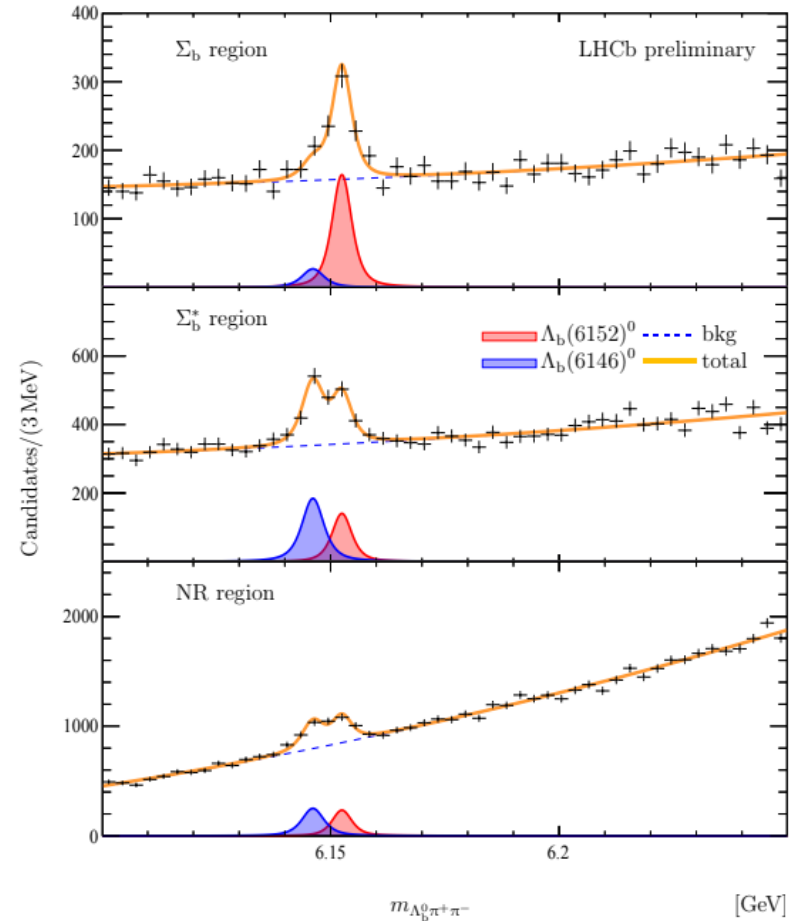 400
Σb region
LHCb preliminary
300
200
100
Σb* region
Λb(6152)⁰
bkg
600
Λb(6146)⁰
total
400
200
Candidates/(3 MeV)
NR region
2000
1000
0
6.15
6.2
mΛb⁰π⁺π⁻
[GeV]